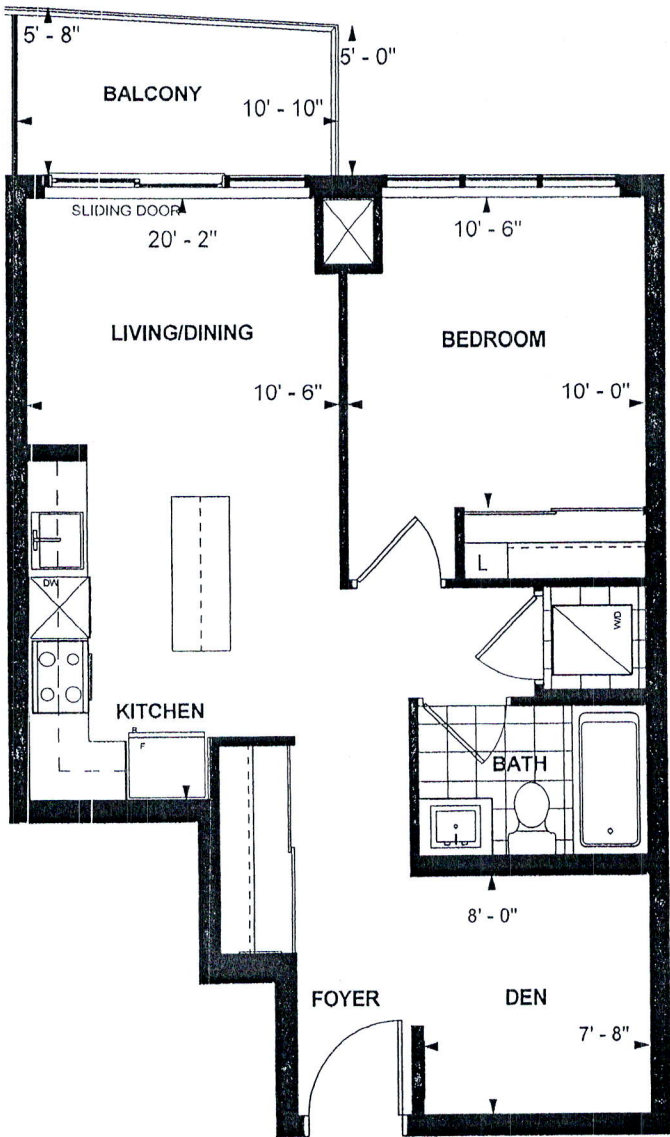 5' - 8"
5' - 0"
BALCONY
10' - 10"
SLIDING DOOR
20' - 2"
10' - 6"
LIVING/DINING
BEDROOM
10' - 6"
10' - 0"
L
DW
W/D
KITCHEN
R
F
BATH
8' - 0"
FOYER
DEN
7' - 8"